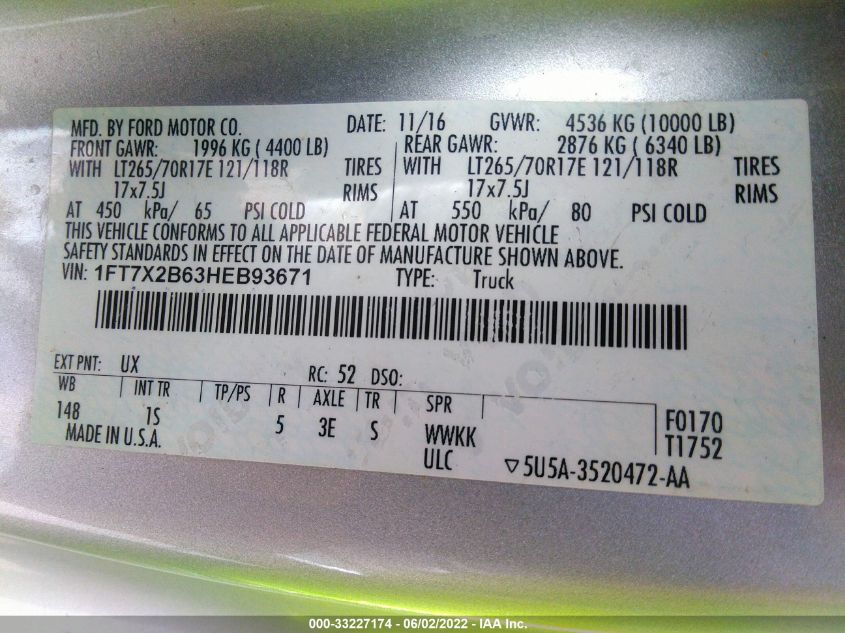 MFD. BY FORD MOTOR CO. DATE: 11/16 GVWR: 4536 KG (10000 LB)
FRONT GAWR: 1996 KG ( 4400 LB) REAR GAWR: 2876 KG ( 6340 LB)
WITH LT265/70R17E 121/118R TIRES WITH LT265/70R17E 121/118R TIRES
17x7.5J RIMS 17x7.5J RIMS
AT 450 kPa/ 65 PSI COLD AT 550 kPa/ 80 PSI COLD
THIS VEHICLE CONFORMS TO ALL APPLICABLE FEDERAL MOTOR VEHICLE
SAFETY STANDARDS IN EFFECT ON THE DATE OF MANUFACTURE SHOWN ABOVE.
VIN: 1FT7X2B63HEB93671 TYPE: Truck
EXT PNT: UX RC: 52 DSO:
WB INT TR TP/PS R AXLE TR SPR
148 1S 5 3E S WWKK F0170
MADE IN U.S.A. ULC T1752
▽5U5A-3520472-AA
VOID
VOID
VOID
000-33227174 - 06/02/2022 - IAA Inc.